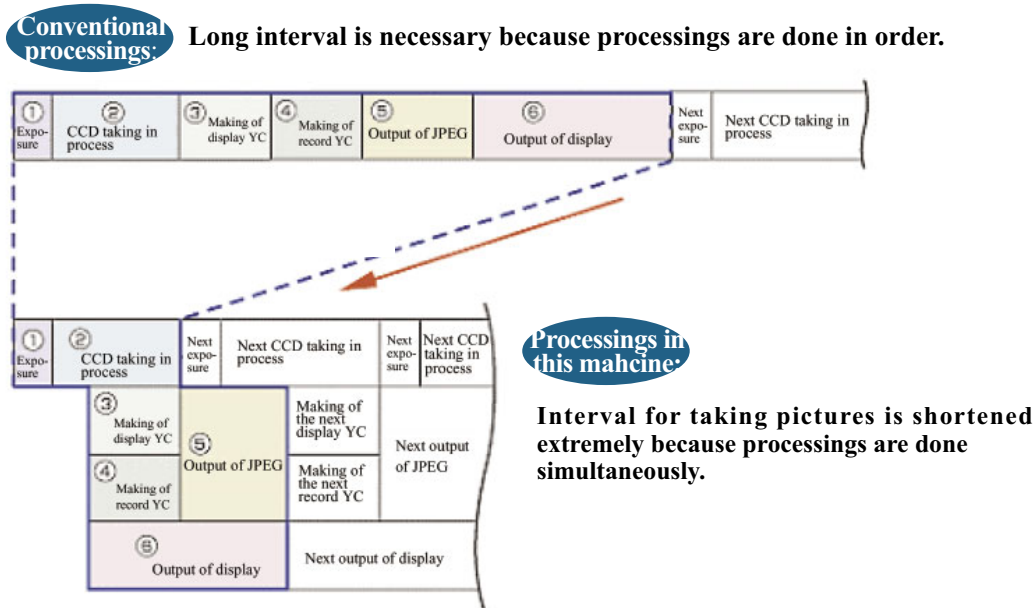 Conventional
processings:
Long interval is necessary because processings are done in order.
①
Expo-
sure
②
CCD taking in
process
③
Making of
display YC
④
Making of
record YC
⑤
Output of JPEG
⑥
Output of display
Next
expo-
sure
Next CCD taking in
process
①
Expo-
sure
②
CCD taking in
process
Next
expo-
sure
Next CCD taking in
process
Next
expo-
sure
Next CCD
taking in
process
③
Making of
display YC
④
Making of
record YC
⑤
Output of JPEG
Making of
the next
display YC
Making of
the next
record YC
Next output
of JPEG
⑥
Output of display
Next output of display
Processings in
this mahcine:
Interval for taking pictures is shortened
extremely because processings are done
simultaneously.